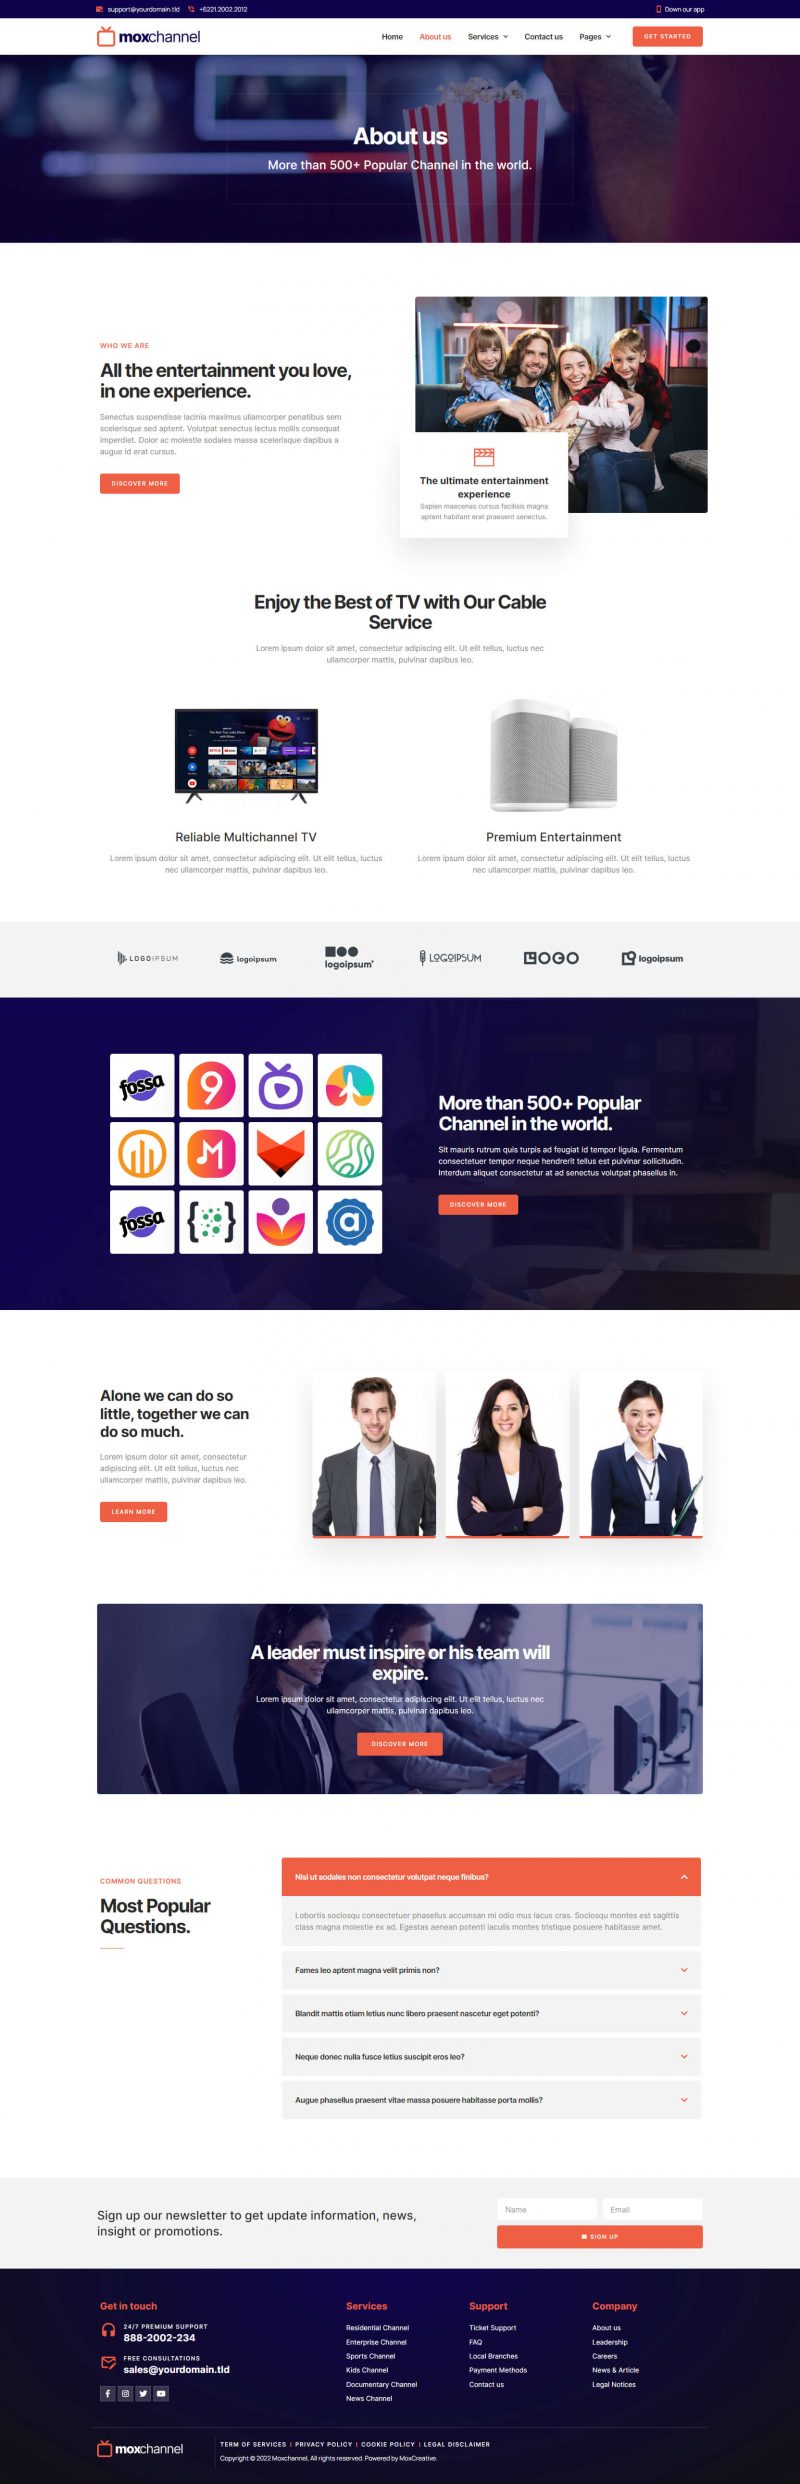 support@yourdomain.tld +6221.2002.2012 Down our app
moxchannel Home About us Services Contact us Pages GET STARTED
About us
More than 500+ Popular Channel in the world.
WHO WE ARE
All the entertainment you love,
in one experience.
Senectus suspendisse lacinia maximus ullamcorper penatibus sem
scelerisque sed aptent. Volutpat senectus lectus mollis consequat
imperdiet. Dolor ac molestie sodales massa scelerisque dapibus a
augue id erat cursus.
DISCOVER MORE
The ultimate entertainment
experience
Sapien maecenas cursus facilisis magna
aptent habitant erat praesent senectus.
Enjoy the Best of TV with Our Cable
Service
Lorem ipsum dolor sit amet, consectetur adipiscing elit. Ut elit tellus, luctus nec
ullamcorper mattis, pulvinar dapibus leo.
Reliable Multichannel TV
Lorem ipsum dolor sit amet, consectetur adipiscing elit. Ut elit tellus, luctus
nec ullamcorper mattis, pulvinar dapibus leo.
Premium Entertainment
Lorem ipsum dolor sit amet, consectetur adipiscing elit. Ut elit tellus, luctus
nec ullamcorper mattis, pulvinar dapibus leo.
LOGOIPSUM logoipsum logoipsum LOGOIPSUM LOGO logoipsum
fossa 9
M
fossa { } a
More than 500+ Popular
Channel in the world.
Sit mauris rutrum quis turpis ad feugiat id tempor ligula. Fermentum
consectetuer tempor neque hendrerit tellus est pulvinar sollicitudin.
Interdum aliquet consectetur at ad senectus volutpat phasellus in.
DISCOVER MORE
Alone we can do so
little, together we can
do so much.
Lorem ipsum dolor sit amet, consectetur
adipiscing elit. Ut elit tellus, luctus nec
ullamcorper mattis, pulvinar dapibus leo.
LEARN MORE
A leader must inspire or his team will
expire.
Lorem ipsum dolor sit amet, consectetur adipiscing elit. Ut elit tellus, luctus nec
ullamcorper mattis, pulvinar dapibus leo.
DISCOVER MORE
COMMON QUESTIONS
Most Popular
Questions.
Nisi ut sodales non consectetur volutpat neque finibus?
Lobortis sociosqu consectetuer phasellus accumsan mi odio mus lacus cras. Sociosqu montes est sagittis
class magna molestie ex ad. Egestas aenean potenti iaculis montes tristique posuere habitasse amet.
Fames leo aptent magna velit primis non?
Blandit mattis etiam letius nunc libero praesent nascetur eget potenti?
Neque donec nulla fusce letius suscipit eros leo?
Augue phasellus praesent vitae massa posuere habitasse porta mollis?
Sign up our newsletter to get update information, news,
insight or promotions.
Name Email
SIGN UP
Get in touch
24/7 PREMIUM SUPPORT
888-2002-234
FREE CONSULTATIONS
sales@yourdomain.tld
Services
Residential Channel
Enterprise Channel
Sports Channel
Kids Channel
Documentary Channel
News Channel
Support
Ticket Support
FAQ
Local Branches
Payment Methods
Contact us
Company
About us
Leadership
Careers
News & Article
Legal Notices
moxchannel
TERM OF SERVICES | PRIVACY POLICY | COOKIE POLICY | LEGAL DISCLAIMER
Copyright © 2022 Moxchannel. All rights reserved. Powered by MoxCreative.